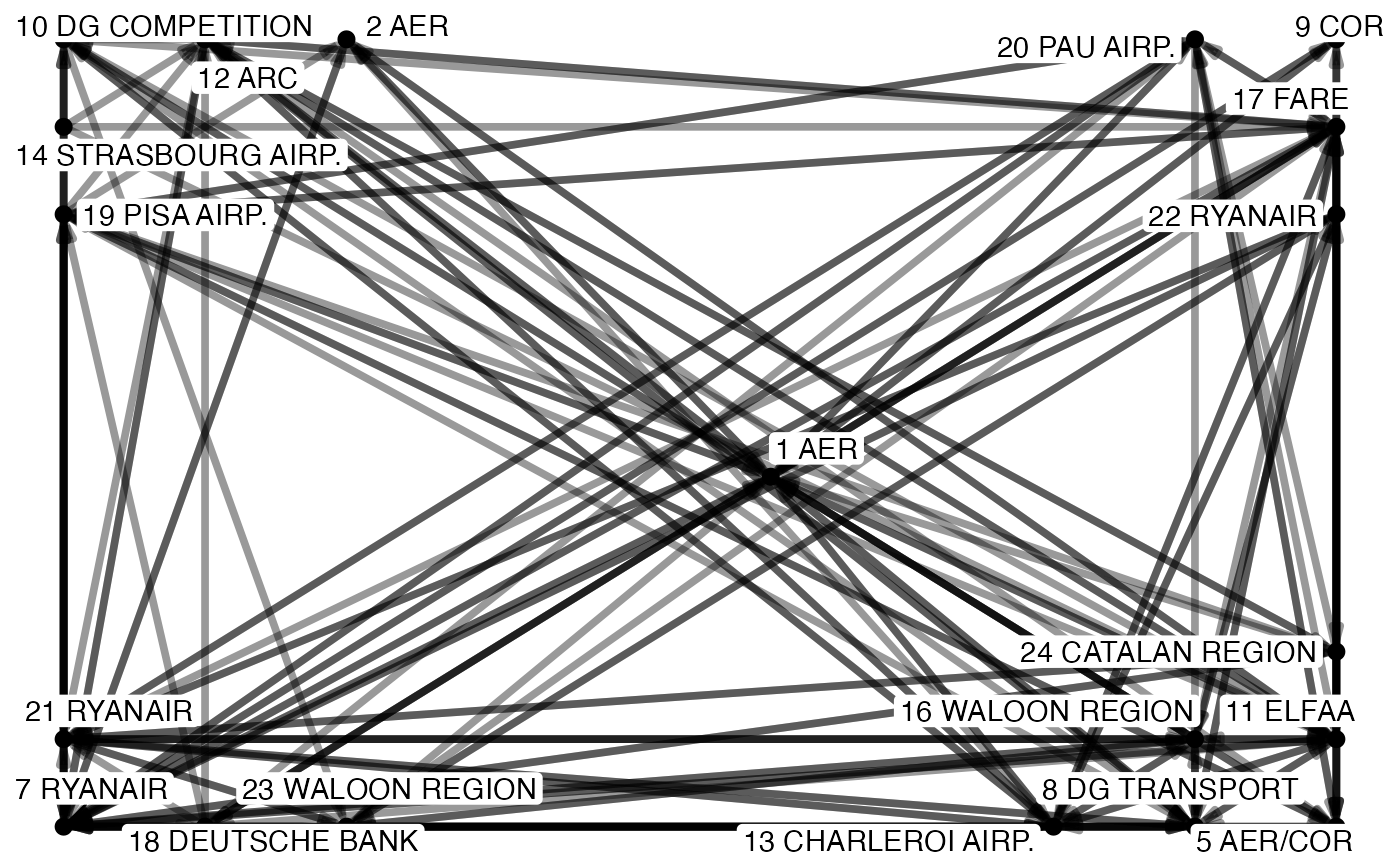 10 DG COMPETITION
2 AER
9 COR
20 PAU AIRP.
12 ARC
17 FARE
14 STRASBOURG AIRP.
19 PISA AIRP.
22 RYANAIR
1 AER
24 CATALAN REGION
21 RYANAIR
16 WALOON REGION
11 ELFAA
7 RYANAIR
23 WALOON REGION
8 DG TRANSPORT
18 DEUTSCHE BANK
13 CHARLEROI AIRP.
5 AER/COR